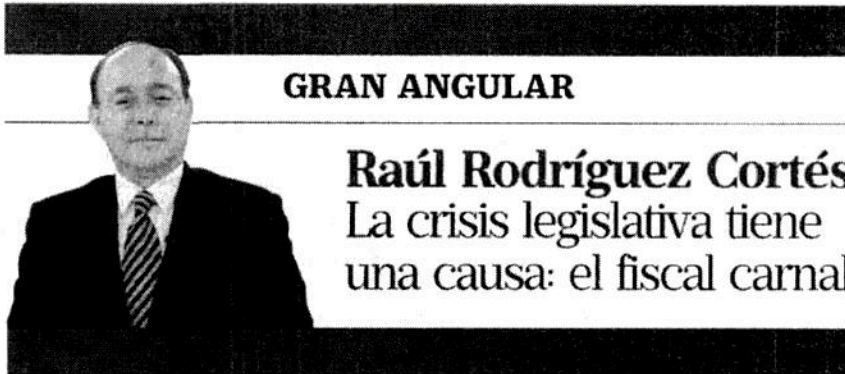 GRAN ANGULAR
Raúl Rodríguez Cortés
La crisis legislativa tiene
una causa: el fiscal carnal